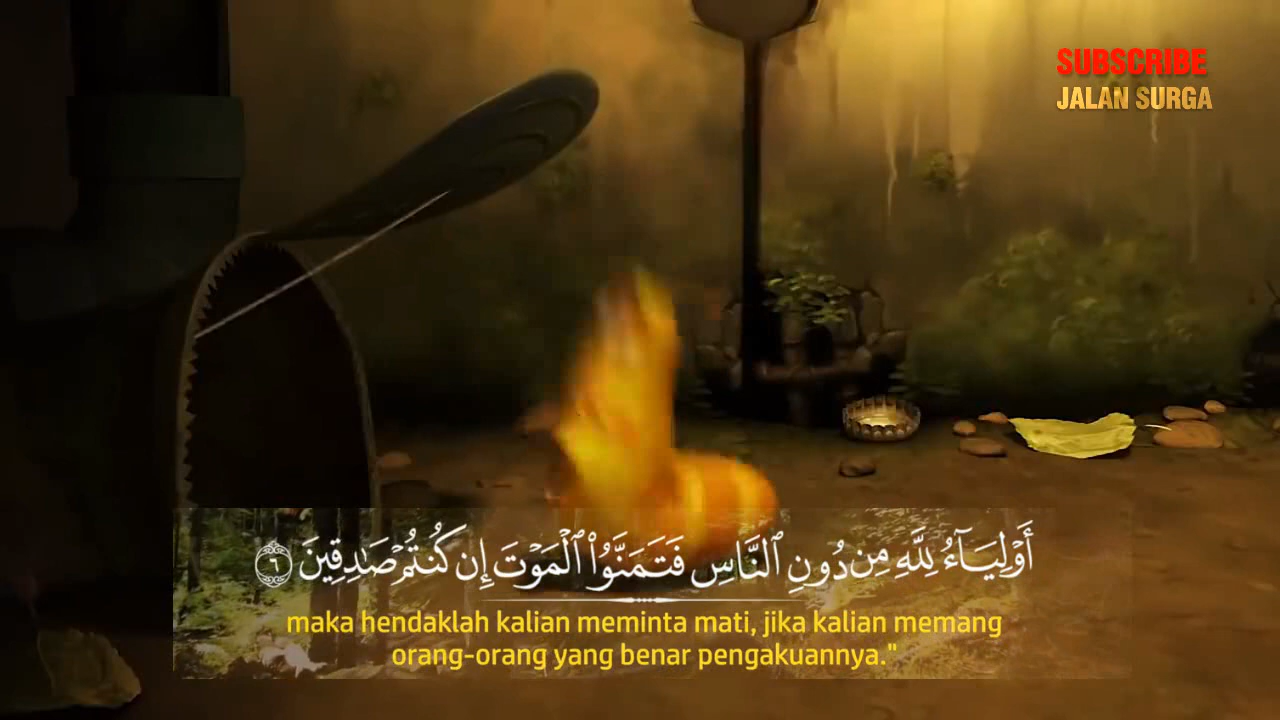 SUBSCRIBE
JALAN SURGA
أَوْلِيَآءُ لِلَّهِ مِن دُونِ ٱلنَّاسِ فَتَمَنَّوُا۟ ٱلْمَوْتَ إِن كُنتُمْ صَـٰدِقِينَ ٦
maka hendaklah kalian meminta mati, jika kalian memang
orang-orang yang benar pengakuannya."